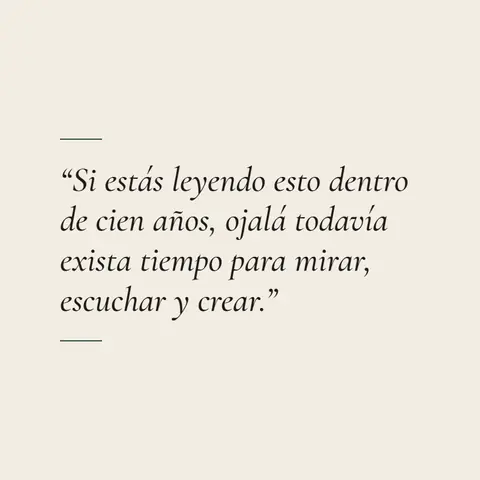 “Si estás leyendo esto dentro
de cien años, ojalá todavía
exista tiempo para mirar,
escuchar y crear.”